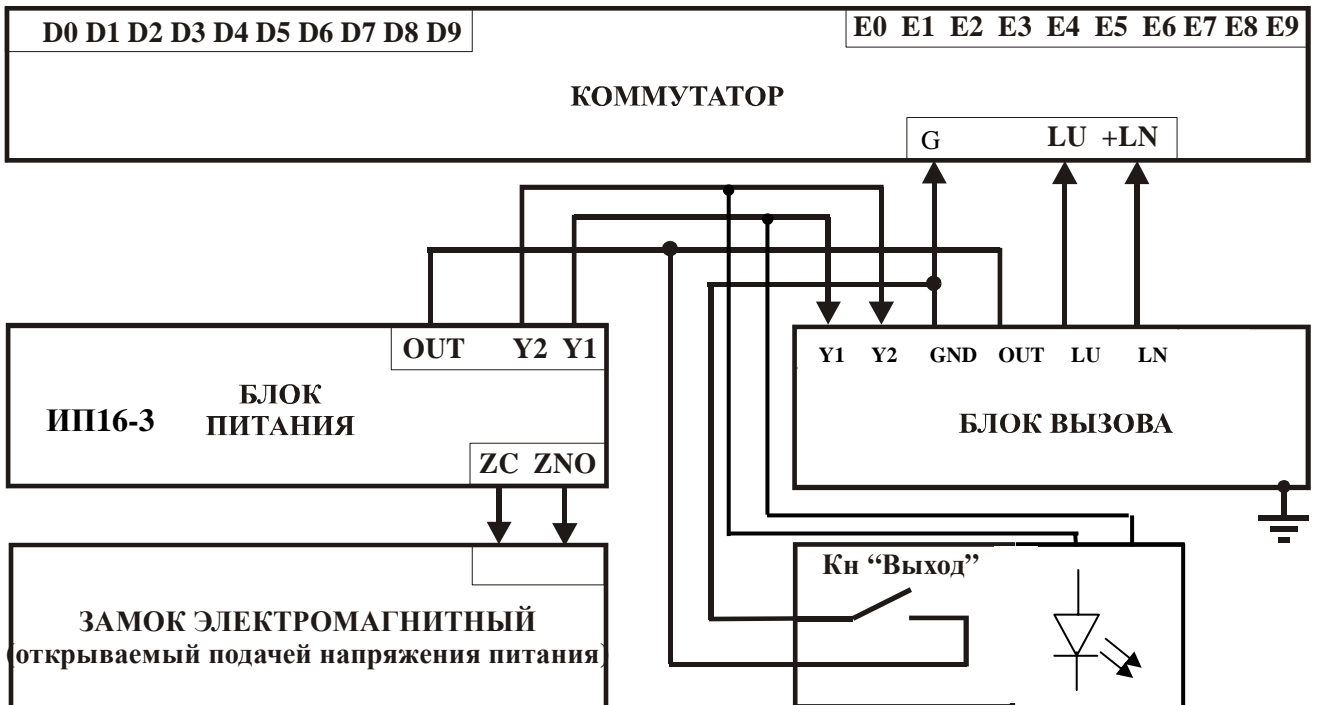 D0 D1 D2 D3 D4 D5 D6 D7 D8 D9
E0 E1 E2 E3 E4 E5 E6 E7 E8 E9
КОММУТАТОР
G LU +LN
OUT Y2 Y1
БЛОК
ПИТАНИЯ
ИП16-3
ZC ZNO
Y1 Y2 GND OUT LU LN
БЛОК ВЫЗОВА
ЗАМОК ЭЛЕКТРОМАГНИТНЫЙ
(открываемый подачей напряжения питания)
Кн “Выход”